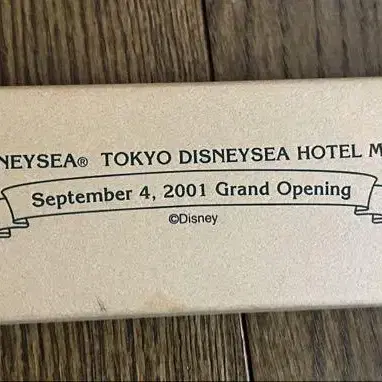 NEYSEA® TOKYO DISNEYSEA HOTEL M
September 4, 2001 Grand Opening
©Disney